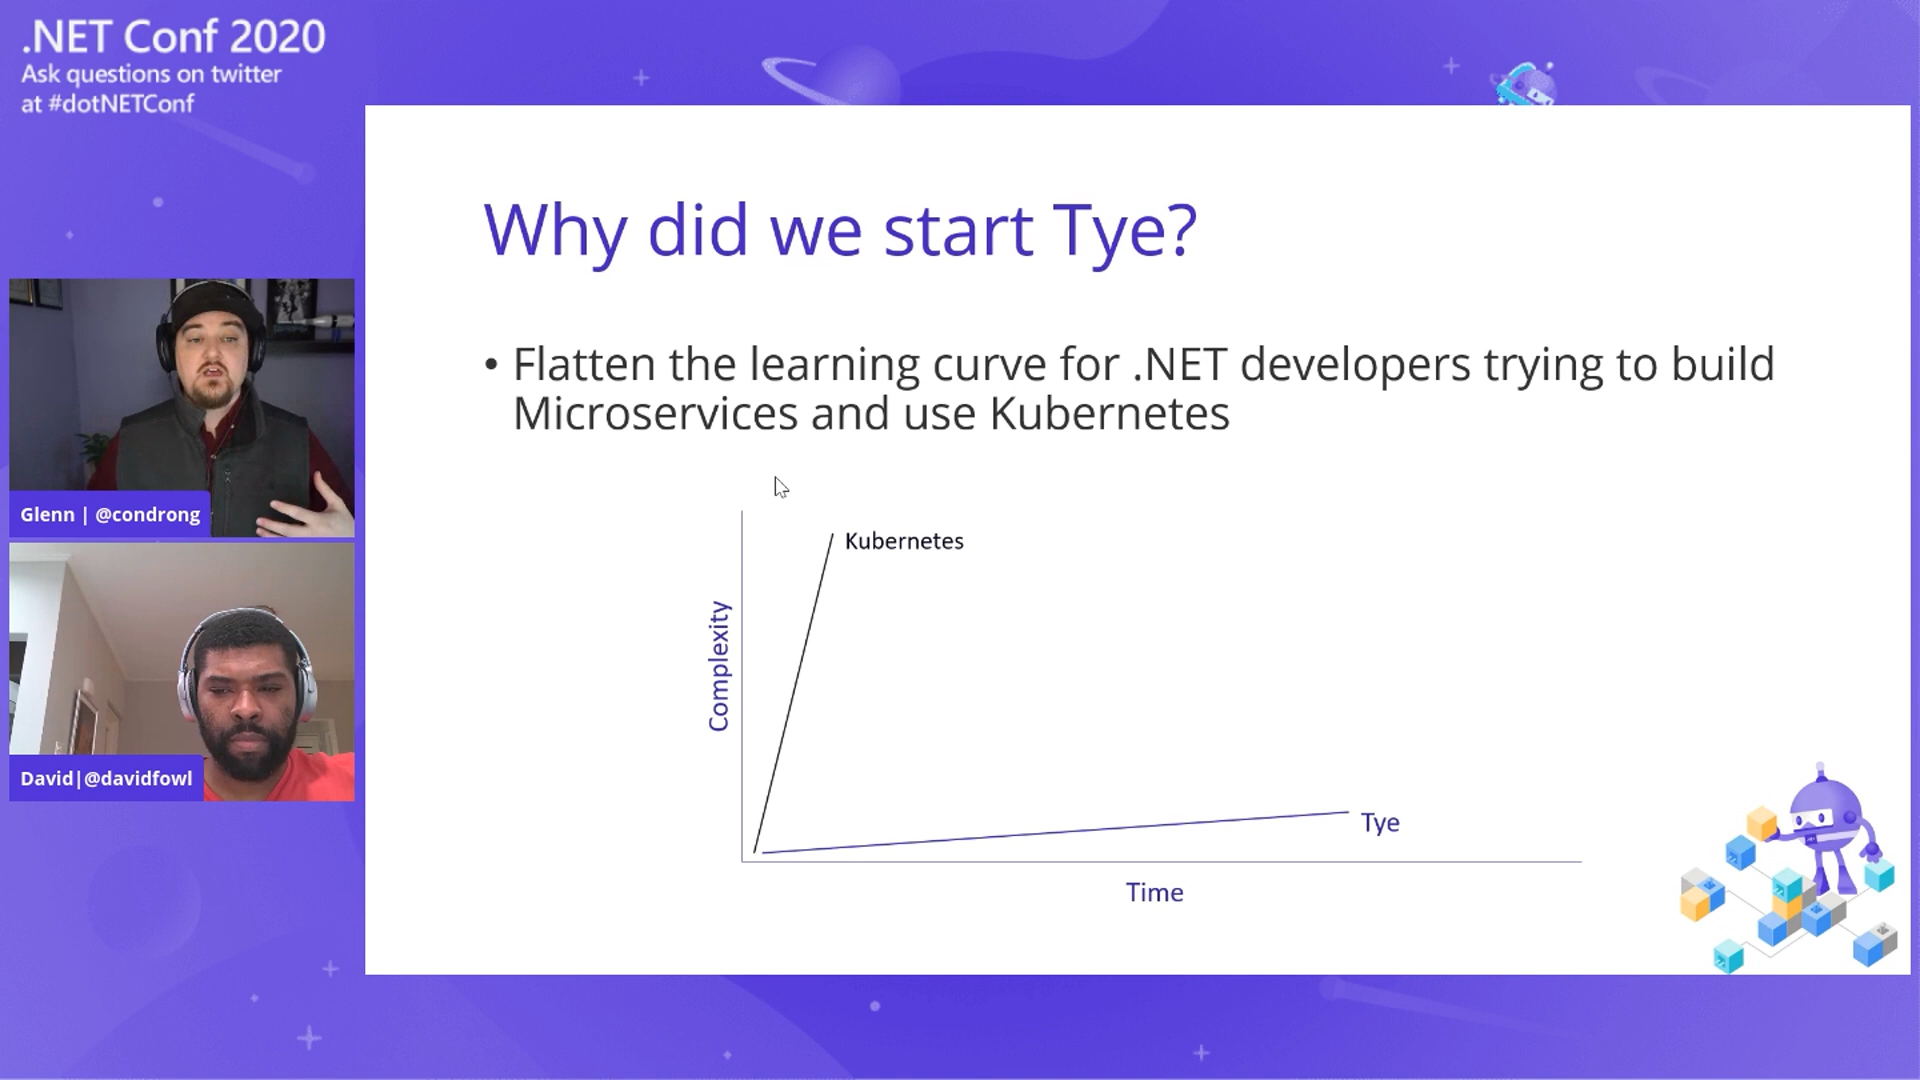 .NET Conf 2020
Ask questions on twitter
at #dotNETConf
Why did we start Tye?
• Flatten the learning curve for .NET developers trying to build
Microservices and use Kubernetes
Kubernetes
Complexity
Tye
Time
Glenn | @condrong
David|@davidfowl